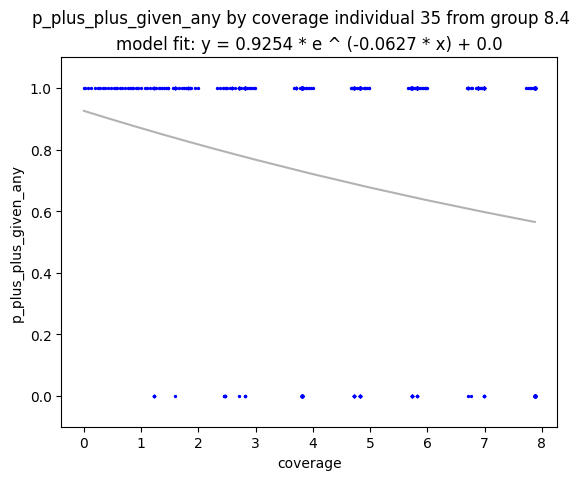 p_plus_plus_given_any by coverage individual 35 from group 8.4
model fit: y = 0.9254 * e ^ (-0.0627 * x) + 0.0
1.0
0.8
0.6
0.4
0.2
0.0
p_plus_plus_given_any
0 1 2 3 4 5 6 7 8
coverage